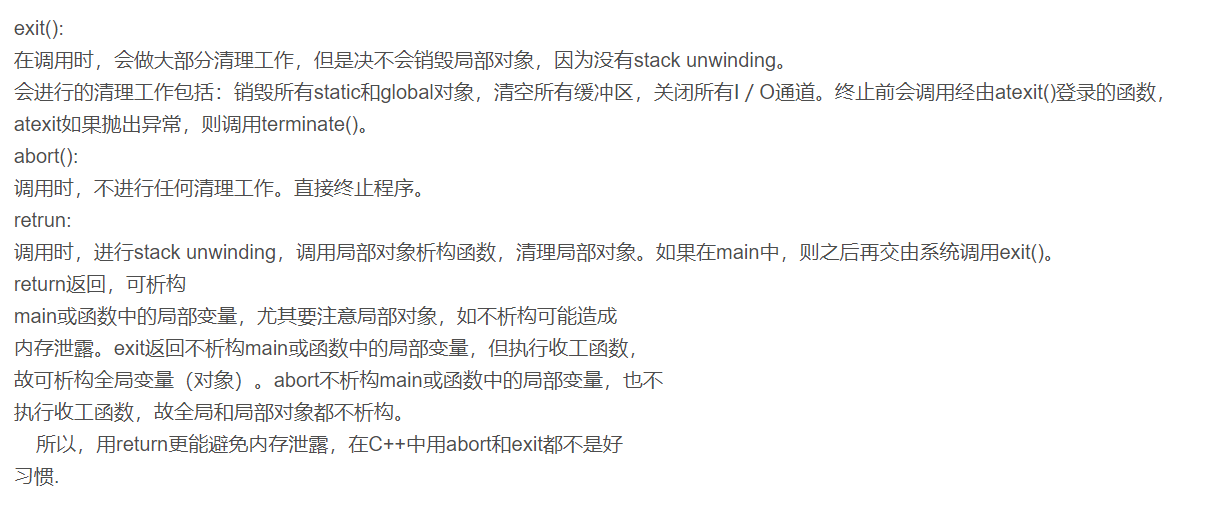 exit():
在调用时，会做大部分清理工作，但是决不会销毁局部对象，因为没有stack unwinding。
会进行的清理工作包括：销毁所有static和global对象，清空所有缓冲区，关闭所有I／O通道。终止前会调用经由atexit()登录的函数，
atexit如果抛出异常，则调用terminate()。
abort():
调用时，不进行任何清理工作。直接终止程序。
retrun:
调用时，进行stack unwinding，调用局部对象析构函数，清理局部对象。如果在main中，则之后再交由系统调用exit()。
return返回，可析构
main或函数中的局部变量，尤其要注意局部对象，如不析构可能造成
内存泄露。exit返回不析构main或函数中的局部变量，但执行收工函数，
故可析构全局变量（对象）。abort不析构main或函数中的局部变量，也不
执行收工函数，故全局和局部对象都不析构。
所以，用return更能避免内存泄露，在C++中用abort和exit都不是好
习惯.